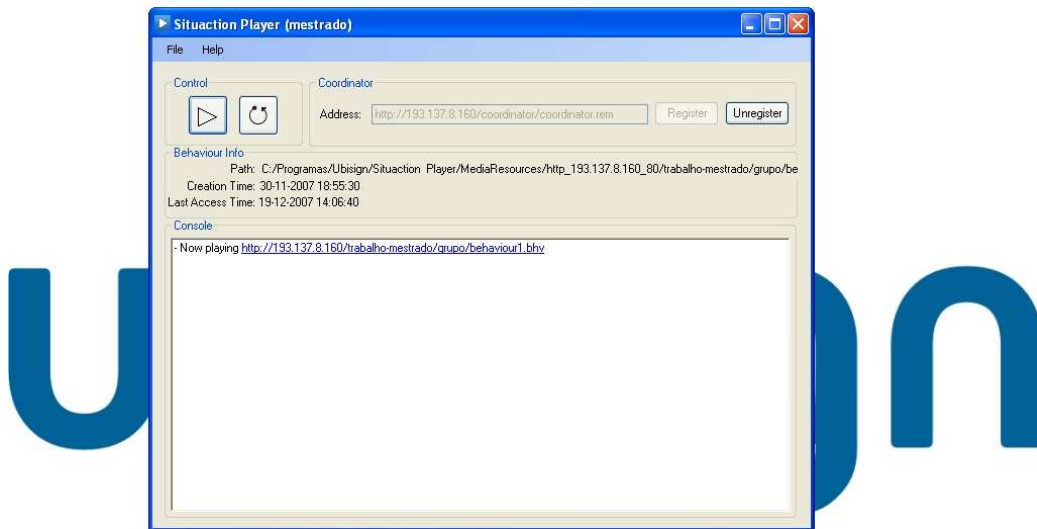 Situaction Player (mestrado)
File Help
Control
Coordinator
Address: http://193.137.8.160/coordinator/coordinator.rem Register Unregister
Behaviour Info
Path: C:/Programas/Ubisign/Situaction Player/MediaResources/http_193.137.8.160_80/trabalho-mestrado/grupo/be
Creation Time: 30-11-2007 18:55:30
Last Access Time: 19-12-2007 14:06:40
Console
- Now playing http://193.137.8.160/trabalho-mestrado/grupo/behaviour1.bhv